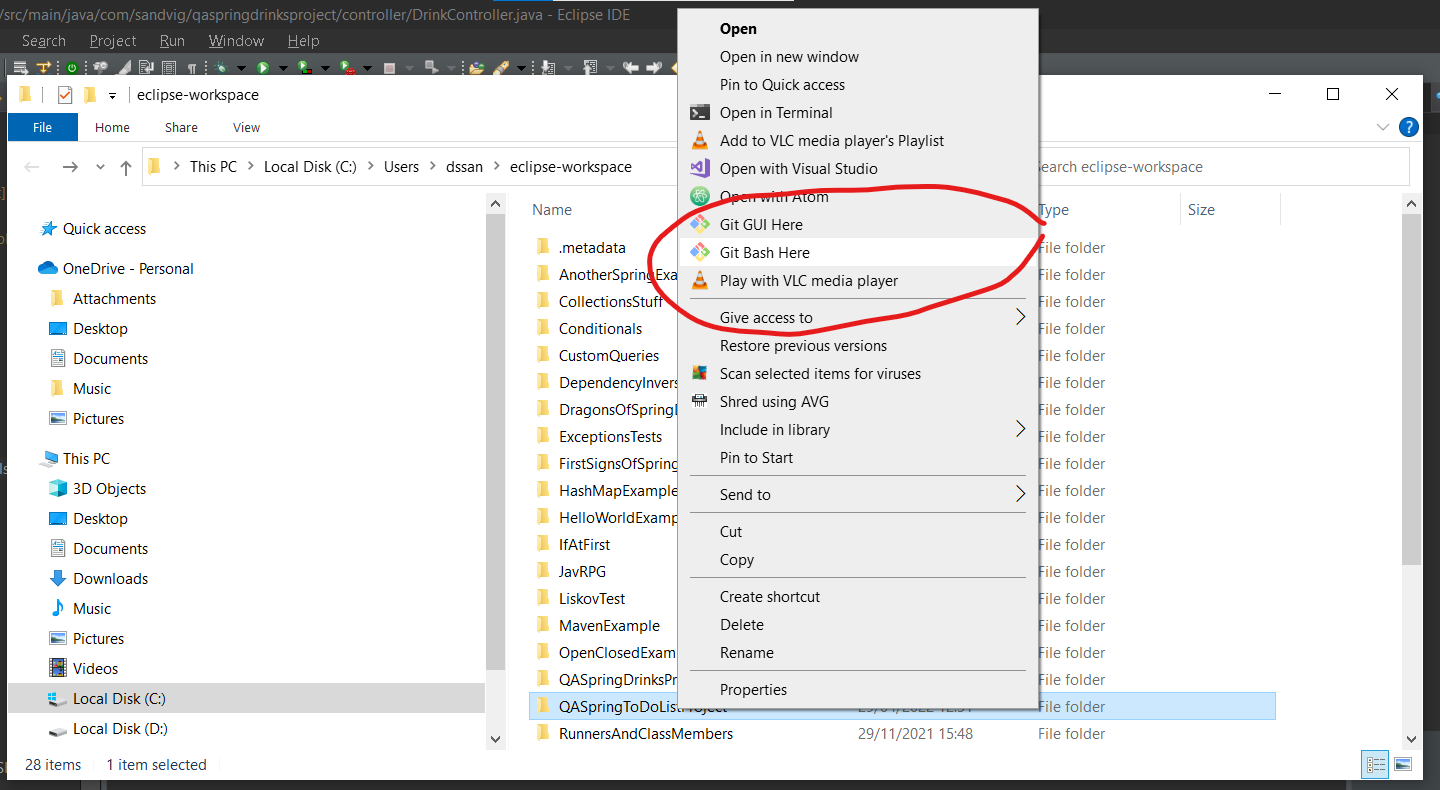 /src/main/java/com/sandvig/qaspringdrinksproject/controller/DrinkController.java - Eclipse IDE
Search Project Run Window Help
eclipse-workspace
File Home Share View
This PC Local Disk (C:) Users dssan eclipse-workspace
Search eclipse-workspace
Quick access
OneDrive - Personal
Attachments
Desktop
Documents
Music
Pictures
This PC
3D Objects
Desktop
Documents
Downloads
Music
Pictures
Videos
Local Disk (C:)
Local Disk (D:)
Name Type Size
.metadata File folder
AnotherSpringExa File folder
CollectionsStuff File folder
Conditionals File folder
CustomQueries File folder
DependencyInvers File folder
DragonsOfSpring File folder
ExceptionsTests File folder
FirstSignsOfSpring File folder
HashMapExample File folder
HelloWorldExamp File folder
IfAtFirst File folder
JavRPG File folder
LiskovTest File folder
MavenExample File folder
OpenClosedExam File folder
QASpringDrinksPr File folder
QASpringToDoListProject File folder
RunnersAndClassMembers 29/11/2021 15:48 File folder
Open
Open in new window
Pin to Quick access
Open in Terminal
Add to VLC media player's Playlist
Open with Visual Studio
Open with Atom
Git GUI Here
Git Bash Here
Play with VLC media player
Give access to
Restore previous versions
Scan selected items for viruses
Shred using AVG
Include in library
Pin to Start
Send to
Cut
Copy
Create shortcut
Delete
Rename
Properties
28 items 1 item selected